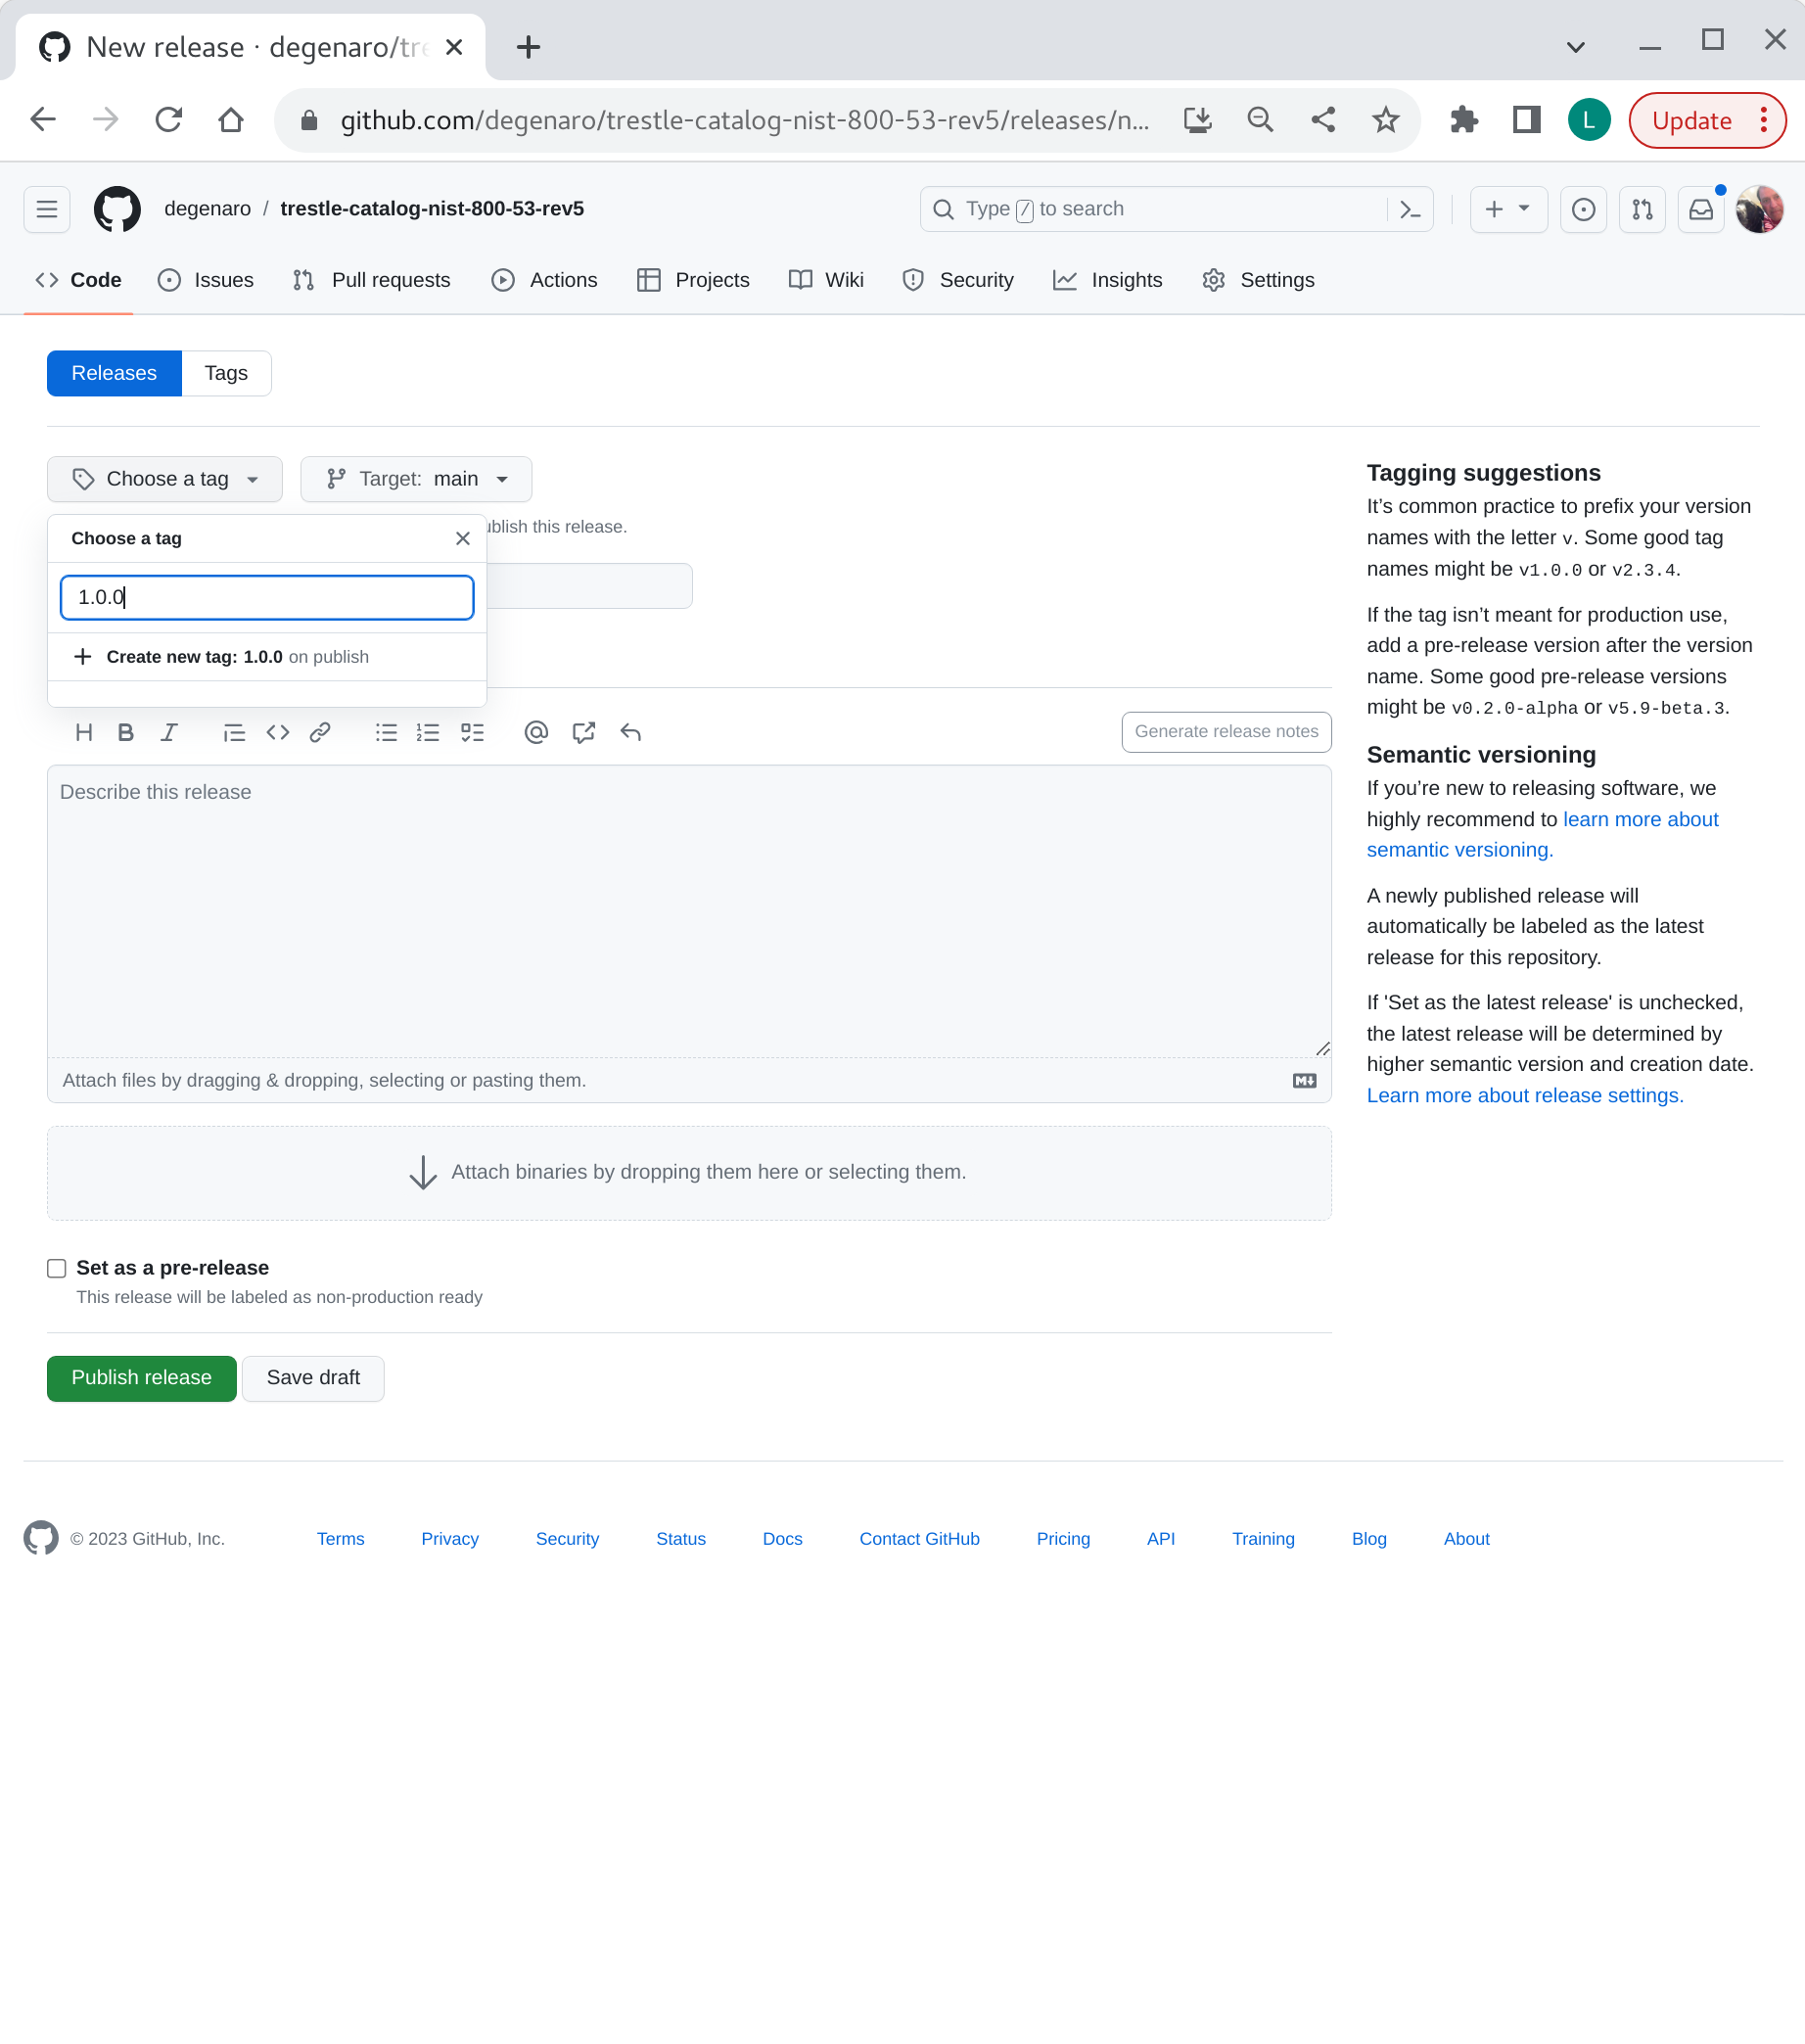 New release · degenaro/tre
github.com/degenaro/trestle-catalog-nist-800-53-rev5/releases/n...
L
Update
degenaro / trestle-catalog-nist-800-53-rev5
Type / to search
Code
Issues
Pull requests
Actions
Projects
Wiki
Security
Insights
Settings
Releases
Tags
Choose a tag
Target: main
Choose a tag
ublish this release.
1.0.0
Create new tag: 1.0.0 on publish
Generate release notes
Describe this release
Attach files by dragging & dropping, selecting or pasting them.
Attach binaries by dropping them here or selecting them.
Set as a pre-release
This release will be labeled as non-production ready
Publish release
Save draft
Tagging suggestions
It’s common practice to prefix your version
names with the letter v. Some good tag
names might be v1.0.0 or v2.3.4.
If the tag isn’t meant for production use,
add a pre-release version after the version
name. Some good pre-release versions
might be v0.2.0-alpha or v5.9-beta.3.
Semantic versioning
If you’re new to releasing software, we
highly recommend to learn more about
semantic versioning.
A newly published release will
automatically be labeled as the latest
release for this repository.
If 'Set as the latest release' is unchecked,
the latest release will be determined by
higher semantic version and creation date.
Learn more about release settings.
© 2023 GitHub, Inc.
Terms
Privacy
Security
Status
Docs
Contact GitHub
Pricing
API
Training
Blog
About